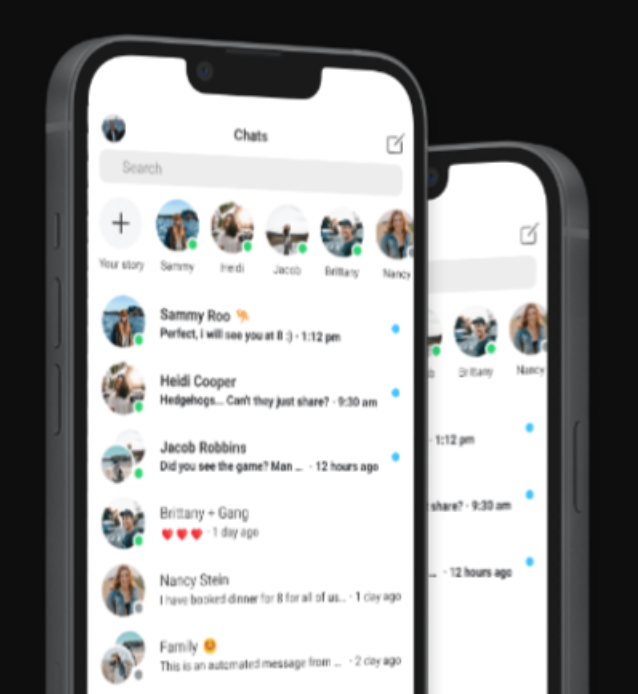 Chats
Search
Your story
Sammy
Heidi
Jacob
Brittany
Nancy
Sammy Roo
Perfect, I will see you at 8 :) · 1:12 pm
Heidi Cooper
Hedgehogs... Can't they just share? · 9:30 am
Jacob Robbins
Did you see the game? Man ... · 12 hours ago
Brittany + Gang
❤️❤️❤️ · 1 day ago
Nancy Stein
I have booked dinner for 8 for all of us... · 1 day ago
Family 😊
This is an automated message from ... · 2 day ago
b
Brittany
Nancy
· 1:12 pm
share? · 9:30 am
... · 12 hours ago